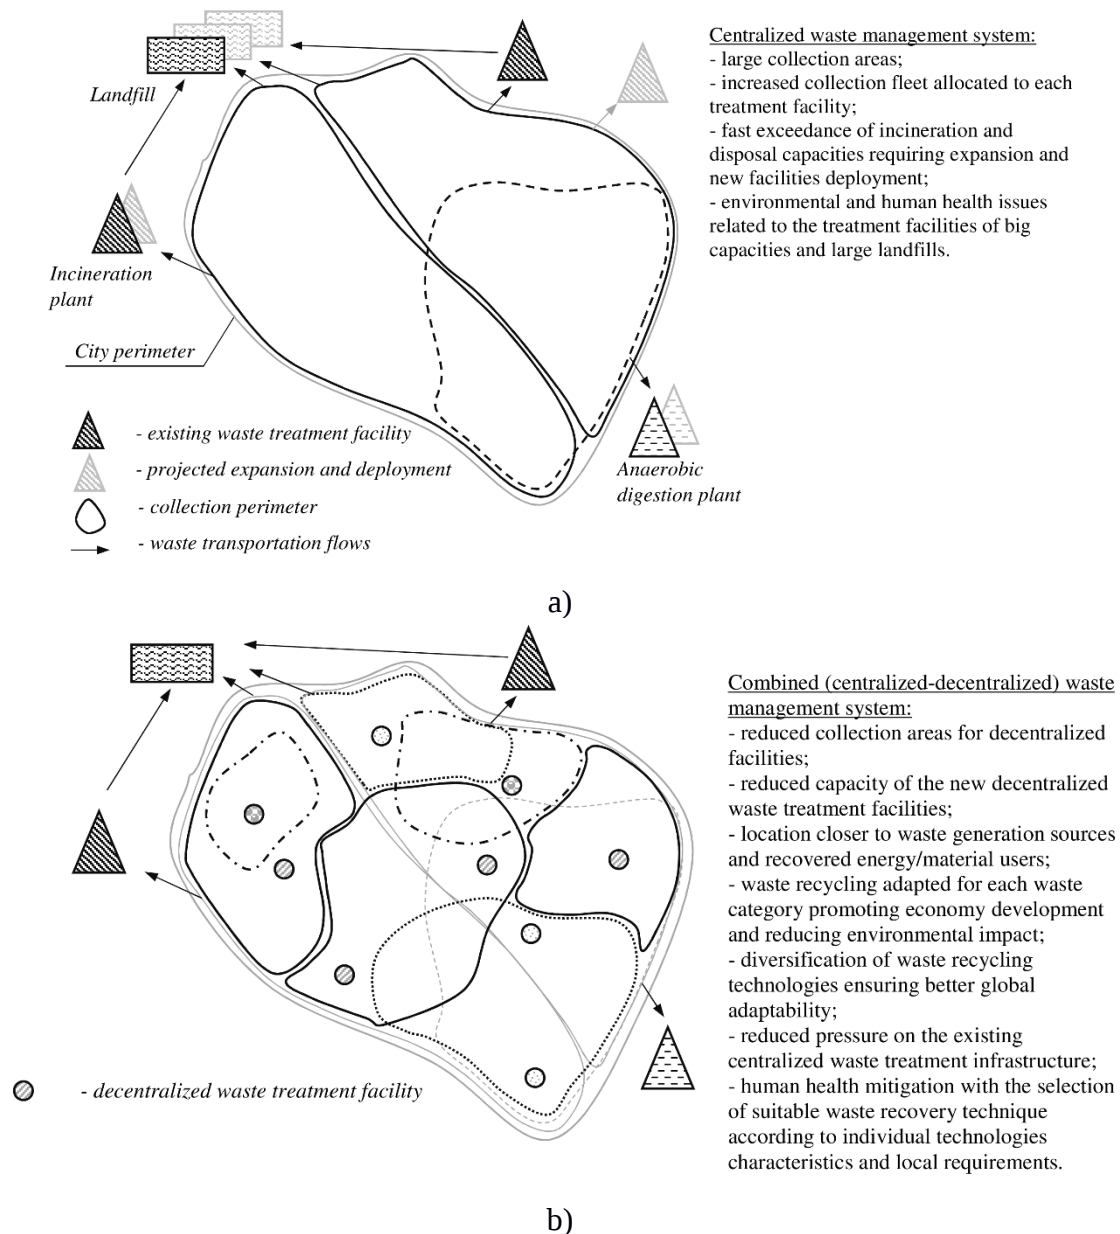 Centralized waste management system:
- large collection areas;
- increased collection fleet allocated to each
treatment facility;
- fast exceedance of incineration and
disposal capacities requiring expansion and
new facilities deployment;
- environmental and human health issues
related to the treatment facilities of big
capacities and large landfills.
Landfill
Incineration
plant
City perimeter
- existing waste treatment facility
- projected expansion and deployment
- collection perimeter
- waste transportation flows
Anaerobic
digestion plant
a)
Combined (centralized-decentralized) waste
management system:
- reduced collection areas for decentralized
facilities;
- reduced capacity of the new decentralized
waste treatment facilities;
- location closer to waste generation sources
and recovered energy/material users;
- waste recycling adapted for each waste
category promoting economy development
and reducing environmental impact;
- diversification of waste recycling
technologies ensuring better global
adaptability;
- reduced pressure on the existing
centralized waste treatment infrastructure;
- human health mitigation with the selection
of suitable waste recovery technique
according to individual technologies
characteristics and local requirements.
- decentralized waste treatment facility
b)